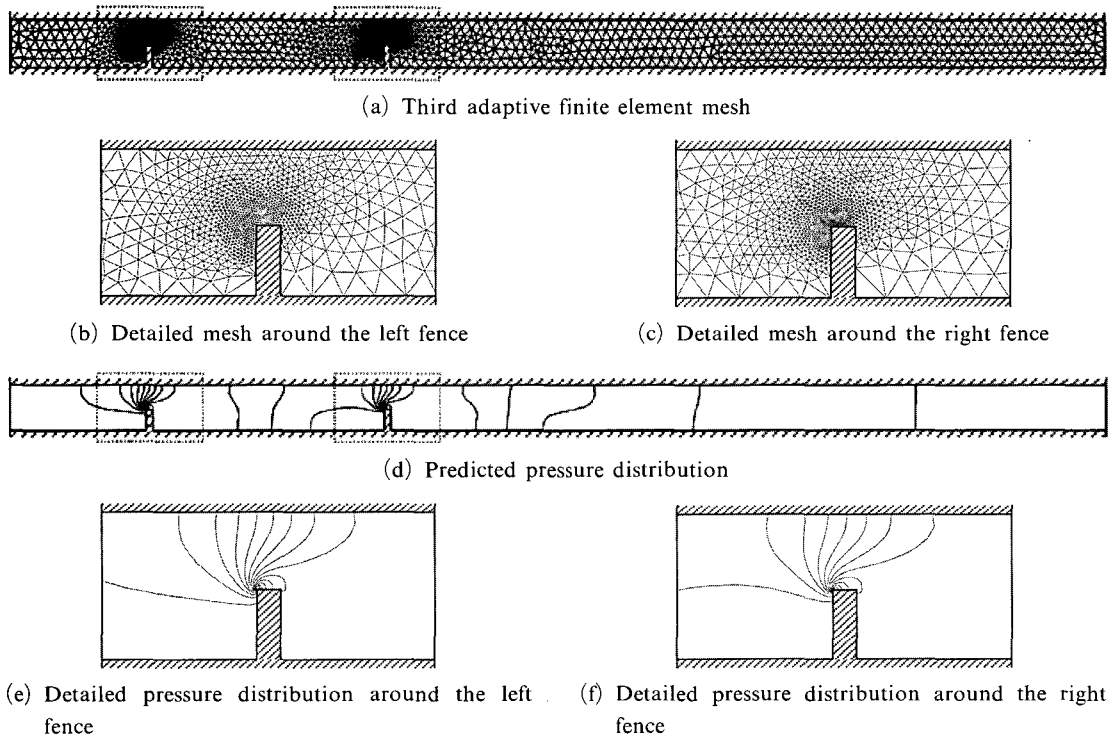 (a) Third adaptive finite element mesh
(b) Detailed mesh around the left fence
(c) Detailed mesh around the right fence
(d) Predicted pressure distribution
(e) Detailed pressure distribution around the left
fence
(f) Detailed pressure distribution around the right
fence